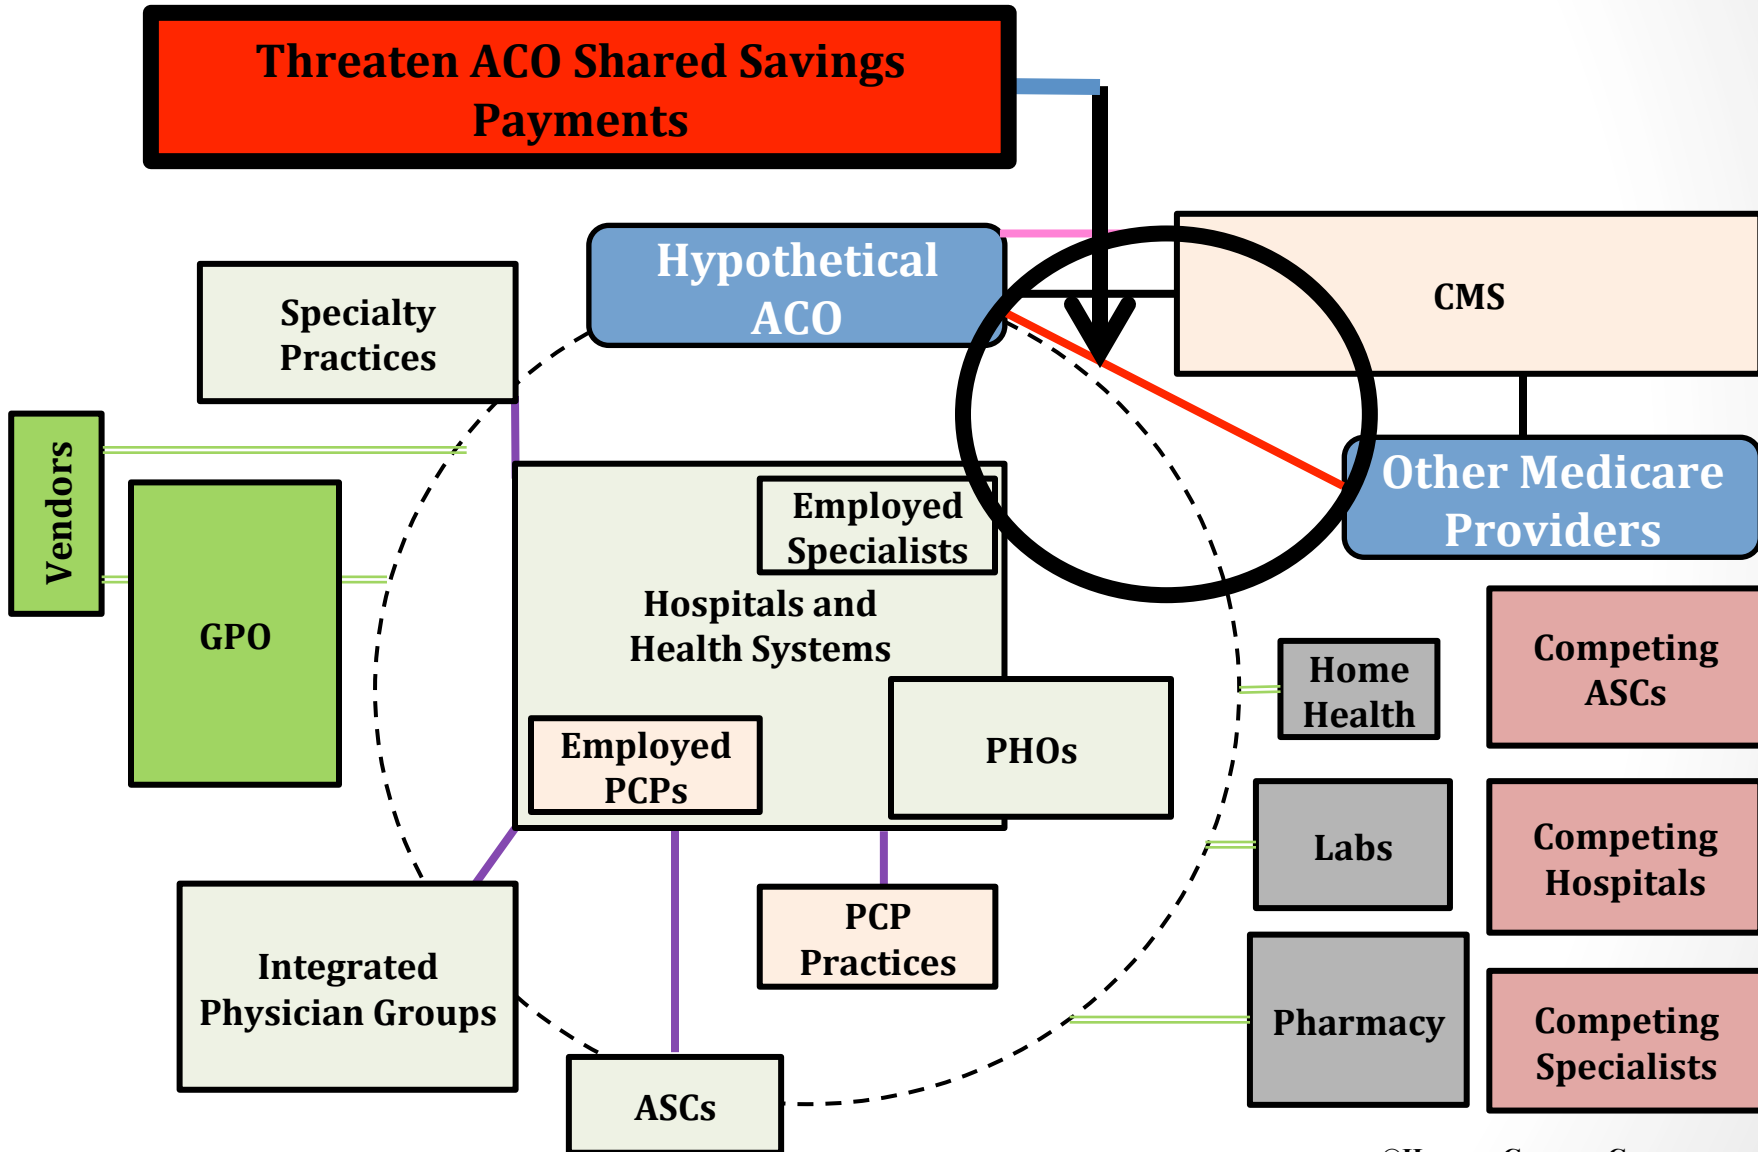 Threaten ACO Shared Savings
Payments
Hypothetical
ACO
CMS
Specialty
Practices
Other Medicare
Providers
Vendors
GPO
Employed
Specialists
Hospitals and
Health Systems
Employed
PCPs
PHOs
Home
Health
Competing
ASCs
Labs
Competing
Hospitals
PCP
Practices
Integrated
Physician Groups
Pharmacy
Competing
Specialists
ASCs